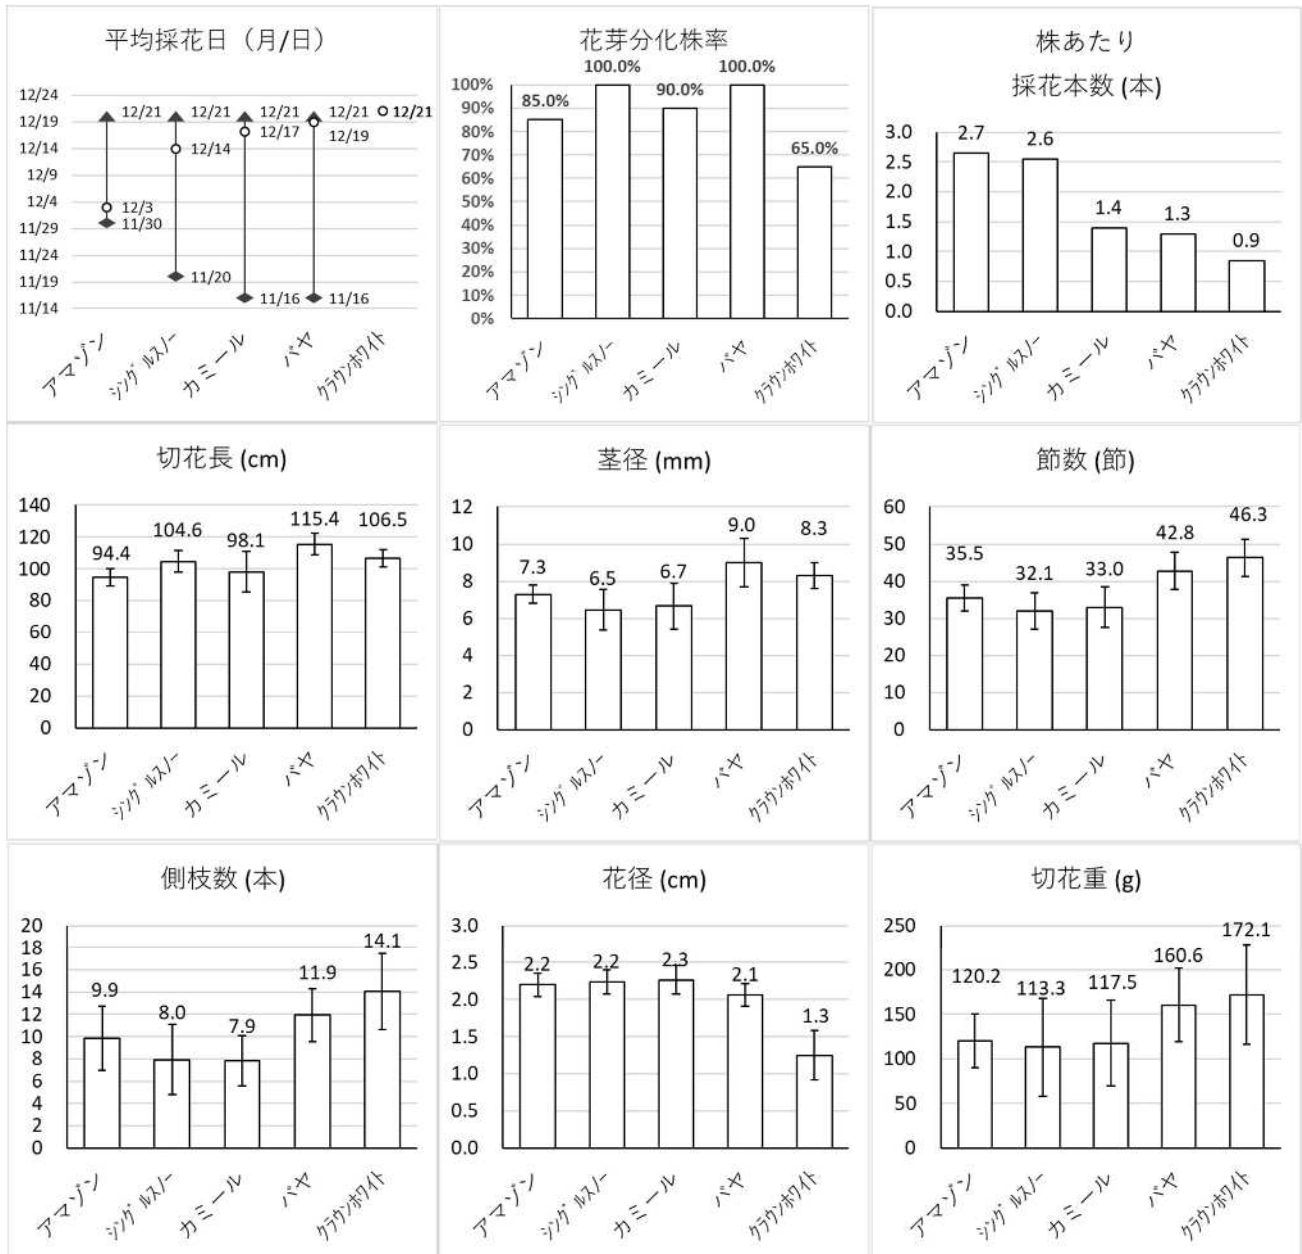 平均採花日（月/日）
12/24
12/19
12/14
12/9
12/4
11/29
11/24
11/19
11/14
12/21
12/21
12/21
12/21
12/21
12/17
12/19
12/14
12/3
11/30
11/20
11/16
11/16
アマゾン
ｼﾝｸﾞﾙｽﾉｰ
カミール
バヤ
ｸﾗｳﾝﾎﾜｲﾄ
花芽分化株率
100%
90%
80%
70%
60%
50%
40%
30%
20%
10%
0%
85.0%
100.0%
90.0%
100.0%
65.0%
アマゾン
ｼﾝｸﾞﾙｽﾉｰ
カミール
バヤ
ｸﾗｳﾝﾎﾜｲﾄ
株あたり
採花本数 (本)
3.0
2.5
2.0
1.5
1.0
0.5
0.0
2.7
2.6
1.4
1.3
0.9
アマゾン
ｼﾝｸﾞﾙｽﾉｰ
カミール
バヤ
ｸﾗｳﾝﾎﾜｲﾄ
切花長 (cm)
140
120
100
80
60
40
20
0
94.4
104.6
98.1
115.4
106.5
アマゾン
ｼﾝｸﾞﾙｽﾉｰ
カミール
バヤ
ｸﾗｳﾝﾎﾜｲﾄ
茎径 (mm)
12
10
8
6
4
2
0
7.3
6.5
6.7
9.0
8.3
アマゾン
ｼﾝｸﾞﾙｽﾉｰ
カミール
バヤ
ｸﾗｳﾝﾎﾜｲﾄ
節数 (節)
60
50
40
30
20
10
0
35.5
32.1
33.0
42.8
46.3
アマゾン
ｼﾝｸﾞﾙｽﾉｰ
カミール
バヤ
ｸﾗｳﾝﾎﾜｲﾄ
側枝数 (本)
20
18
16
14
12
10
8
6
4
2
0
9.9
8.0
7.9
11.9
14.1
アマゾン
ｼﾝｸﾞﾙｽﾉｰ
カミール
バヤ
ｸﾗｳﾝﾎﾜｲﾄ
花径 (cm)
3.0
2.5
2.0
1.5
1.0
0.5
0.0
2.2
2.2
2.3
2.1
1.3
アマゾン
ｼﾝｸﾞﾙｽﾉｰ
カミール
バヤ
ｸﾗｳﾝﾎﾜｲﾄ
切花重 (g)
250
200
150
100
50
0
120.2
113.3
117.5
160.6
172.1
アマゾン
ｼﾝｸﾞﾙｽﾉｰ
カミール
バヤ
ｸﾗｳﾝﾎﾜｲﾄ